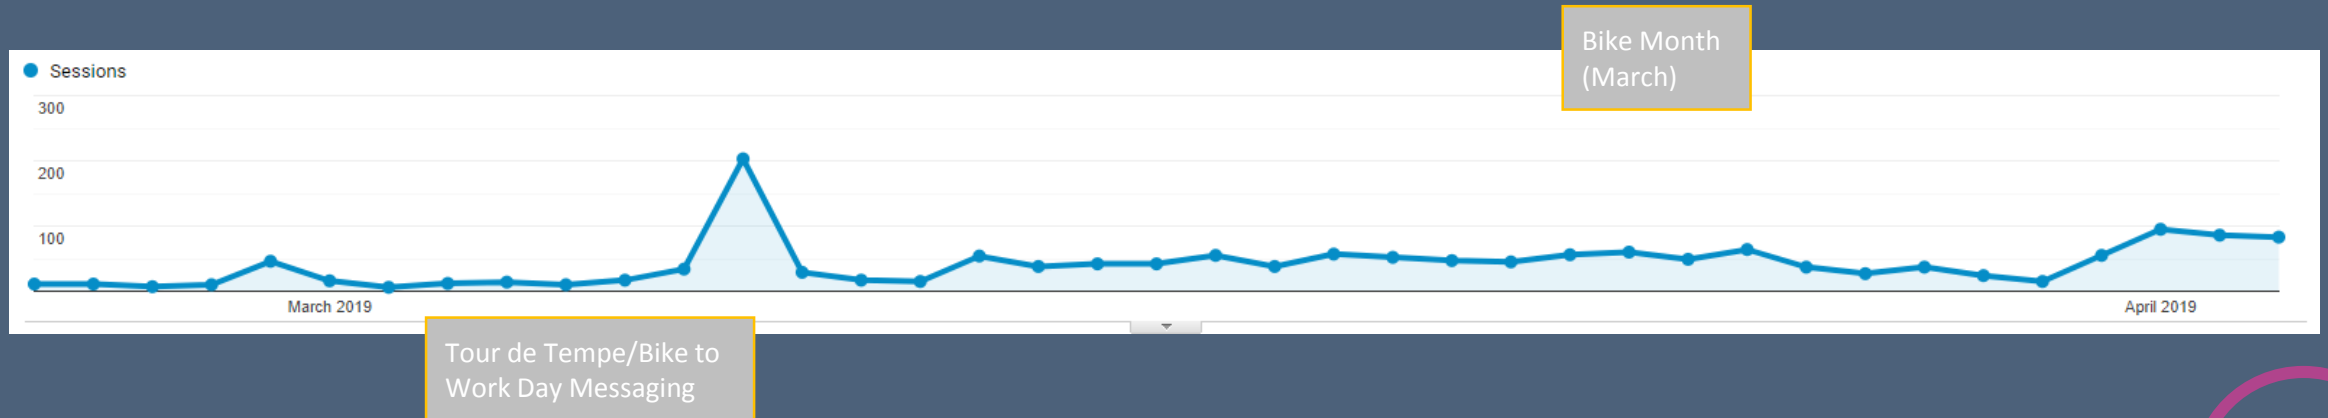 Bike Month
(March)
Sessions
300
200
100
March 2019
April 2019
Tour de Tempe/Bike to
Work Day Messaging